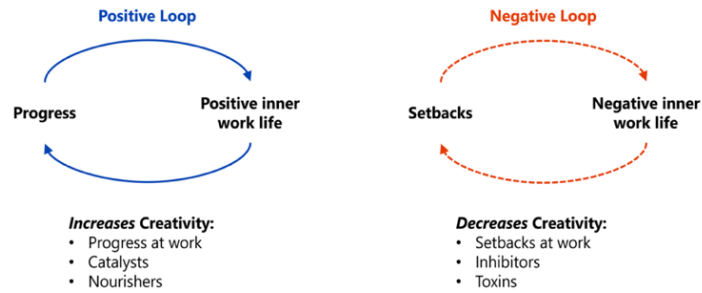 Positive Loop
Progress
Positive inner
work life
Increases Creativity:
• Progress at work
• Catalysts
• Nourishers
Negative Loop
Setbacks
Negative inner
work life
Decreases Creativity:
• Setbacks at work
• Inhibitors
• Toxins